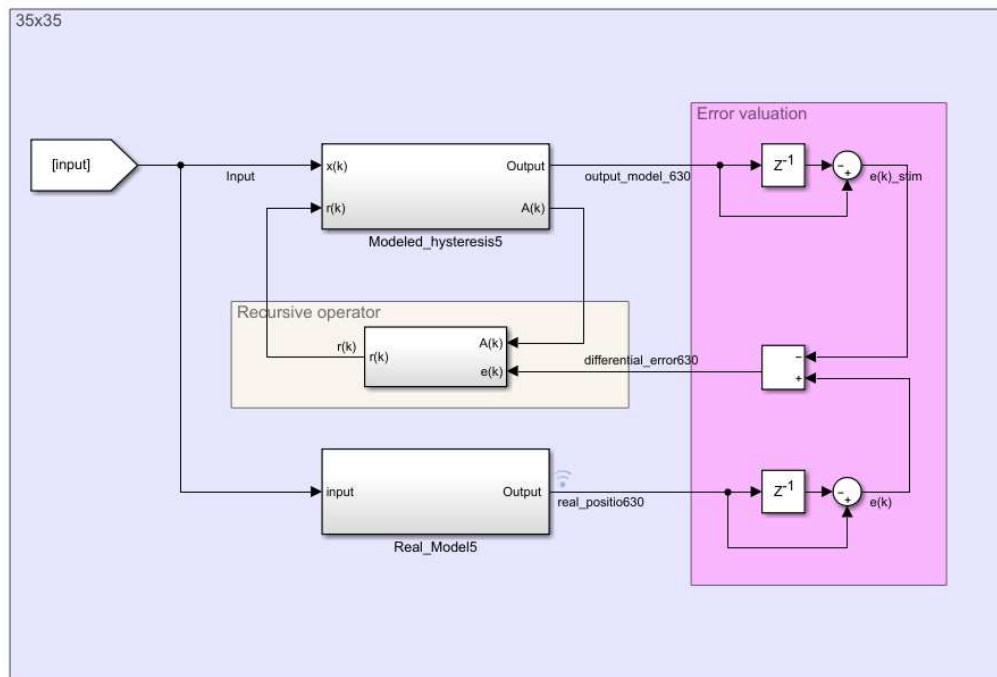 35x35
Error valuation
[input]
Input
x(k)
r(k)
Output
A(k)
Modeled_hysteresis5
output_model_630
Z-1
-
+
e(k)_stim
Recursive operator
r(k)
r(k)
A(k)
e(k)
differential_error630
-
+
input
Output
Real_Model5
real_positio630
Z-1
-
+
e(k)